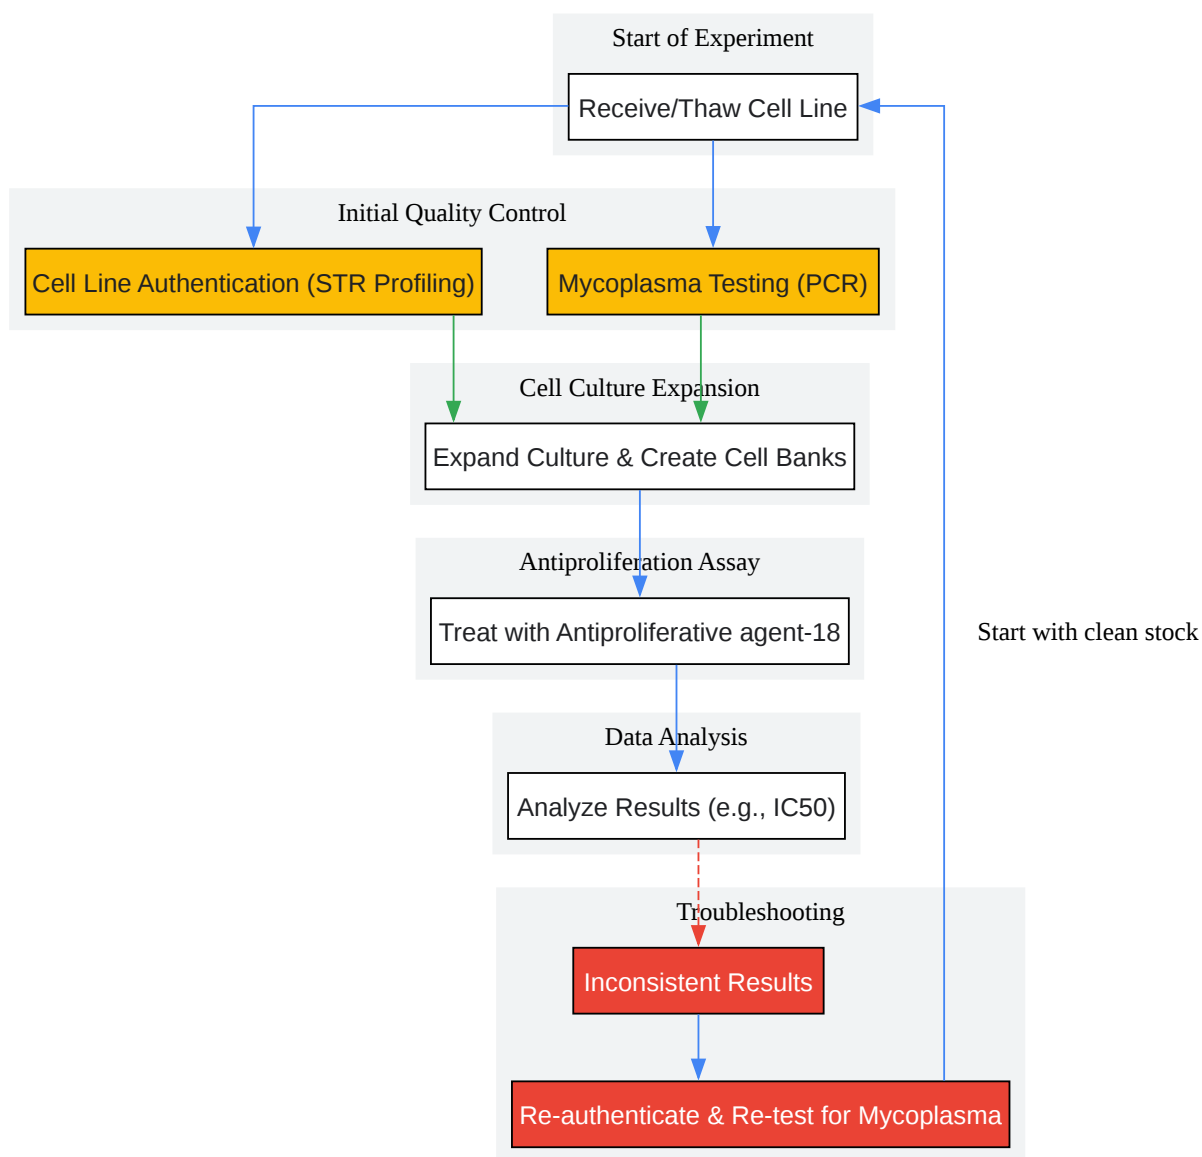 Start of Experiment
Receive/Thaw Cell Line
Initial Quality Control
Cell Line Authentication (STR Profiling)
Mycoplasma Testing (PCR)
Cell Culture Expansion
Expand Culture & Create Cell Banks
Antiproliferation Assay
Treat with Antiproliferative agent-18
Start with clean stock
Data Analysis
Analyze Results (e.g., IC50)
Troubleshooting
Inconsistent Results
Re-authenticate & Re-test for Mycoplasma